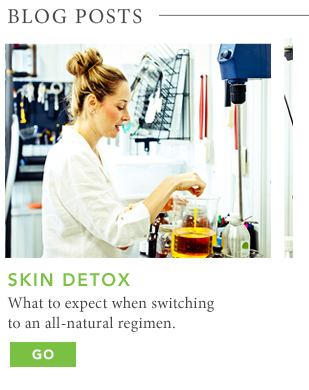 BLOG POSTS
SKIN DETOX
What to expect when switching
to an all-natural regimen.
GO